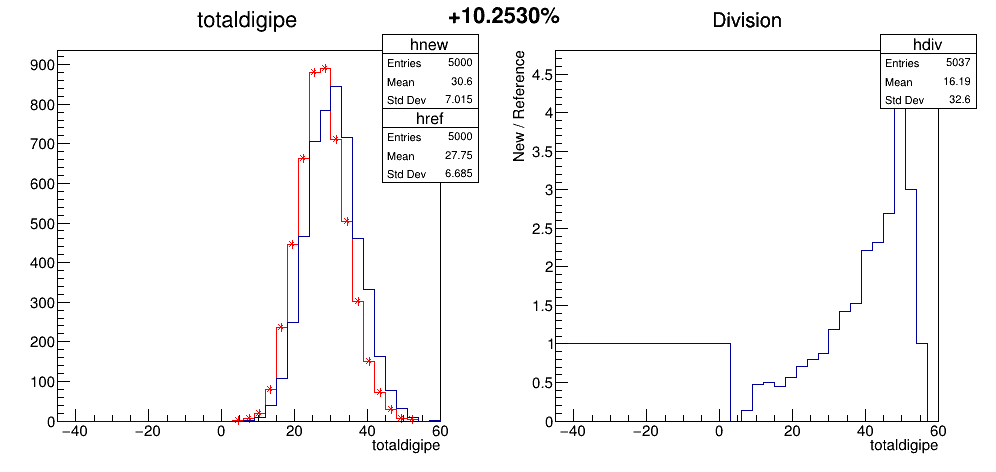 totaldigipe
+10.2530%
Division
hnew
Entries 5000
Mean 30.6
Std Dev 7.015
href
Entries 5000
Mean 27.75
Std Dev 6.685
900
800
700
600
500
400
300
200
100
0
−40 −20 0 20 40 60
totaldigipe
hdiv
Entries 5037
Mean 16.19
Std Dev 32.6
New / Reference
4.5
4
3.5
3
2.5
2
1.5
1
0.5
0
−40 −20 0 20 40 60
totaldigipe